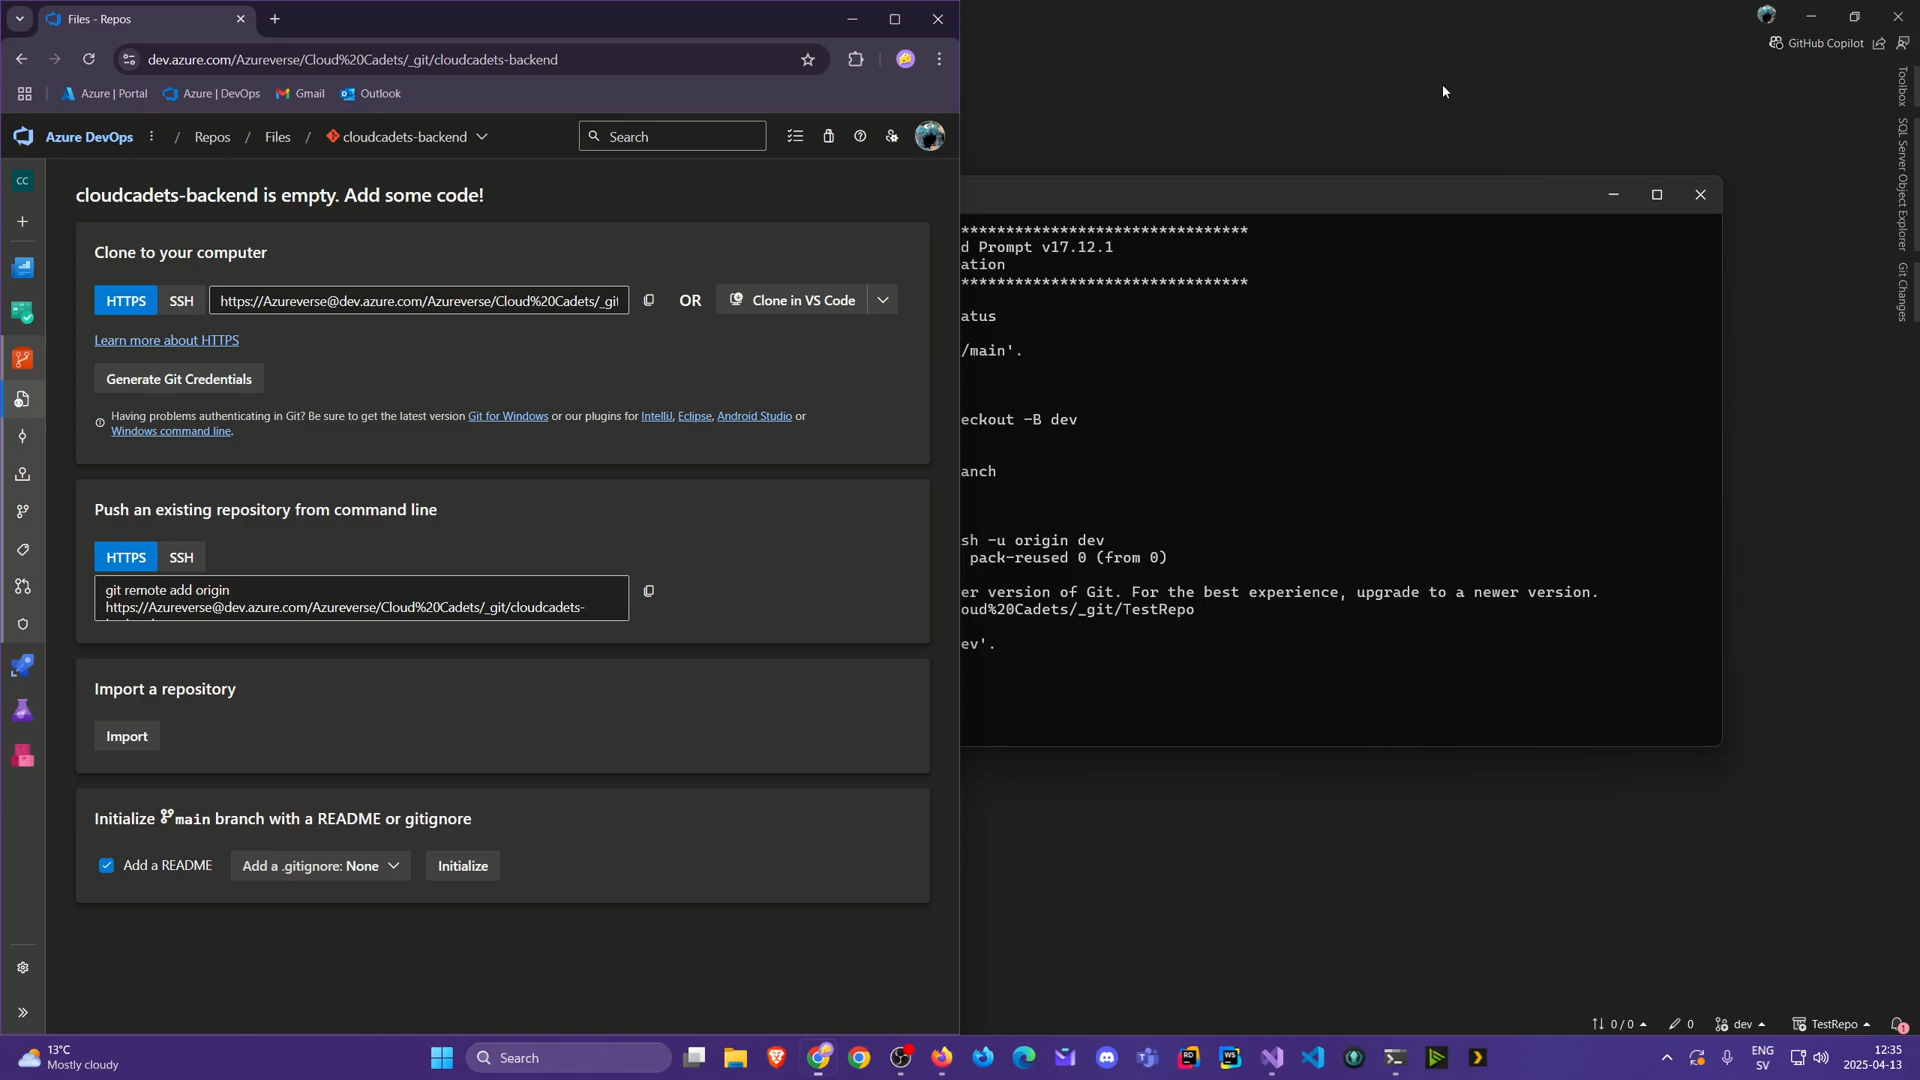 Files - Repos
dev.azure.com/Azureverse/Cloud%20Cadets/_git/cloudcadets-backend
Azure | Portal
Azure | DevOps
Gmail
Outlook
Azure DevOps / Repos / Files / cloudcadets-backend
Search
CC
cloudcadets-backend is empty. Add some code!
Clone to your computer
HTTPS
SSH
https://Azureverse@dev.azure.com/Azureverse/Cloud%20Cadets/_git
OR
Clone in VS Code
Learn more about HTTPS
Generate Git Credentials
Having problems authenticating in Git? Be sure to get the latest version Git for Windows or our plugins for IntelliJ, Eclipse, Android Studio or
Windows command line.
Push an existing repository from command line
HTTPS
SSH
git remote add origin
https://Azureverse@dev.azure.com/Azureverse/Cloud%20Cadets/_git/cloudcadets-
Import a repository
Import
Initialize main branch with a README or gitignore
Add a README
Add a .gitignore: None
Initialize
GitHub Copilot
Toolbox
SQL Server Object Explorer
Git Changes
*********************************
d Prompt v17.12.1
ation
*********************************
atus
/main'.
eckout -B dev
anch
sh -u origin dev
pack-reused 0 (from 0)
er version of Git. For the best experience, upgrade to a newer version.
oud%20Cadets/_git/TestRepo
ev'.
0 / 0
0
dev
TestRepo
1
13°C
Mostly cloudy
Search
RD
WS
ENG
SV
12:35
2025-04-13